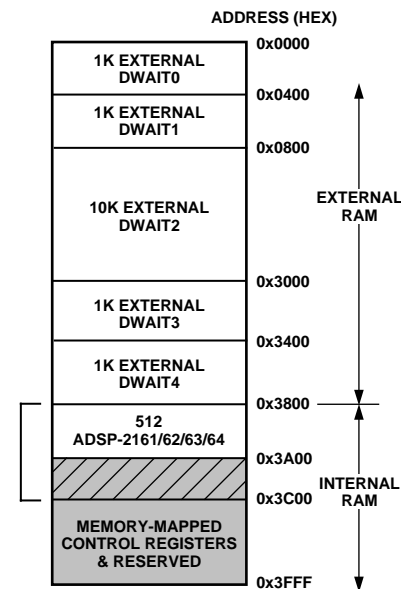 ADDRESS (HEX)
0x0000
1K EXTERNAL
DWAIT0
0x0400
1K EXTERNAL
DWAIT1
0x0800
10K EXTERNAL
DWAIT2
EXTERNAL
RAM
0x3000
1K EXTERNAL
DWAIT3
0x3400
1K EXTERNAL
DWAIT4
0x3800
512
ADSP-2161/62/63/64
0x3A00
INTERNAL
RAM
0x3C00
MEMORY-MAPPED
CONTROL REGISTERS
& RESERVED
0x3FFF